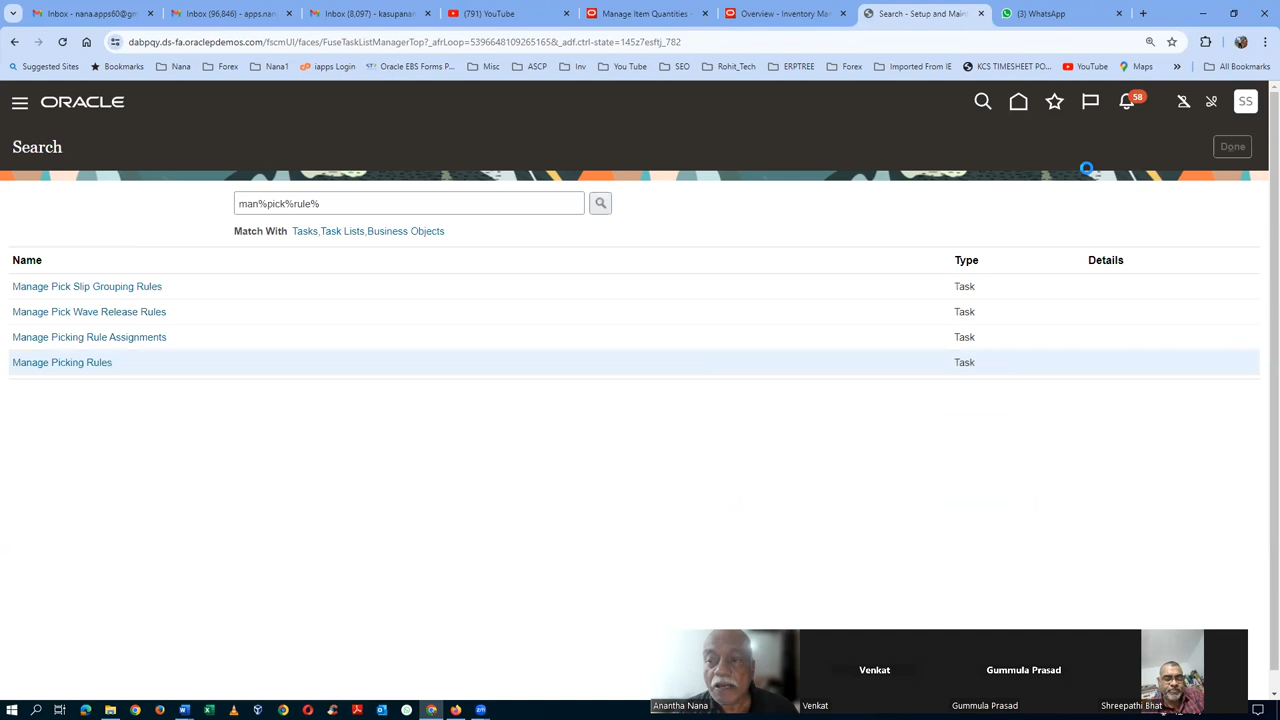 Inbox - nana.apps60@gm
Inbox (96,846) - apps.nan
Inbox (8,097) - kasupanan
(791) YouTube
Manage Item Quantities -
Overview - Inventory Man
Search - Setup and Maint
(3) WhatsApp
dabpqy.ds-fa.oraclepdemos.com/fscmUI/faces/FuseTaskListManagerTop?_afrLoop=5396648109265165&_adf.ctrl-state=145z7esftj_782
Suggested Sites
Bookmarks
Nana
Forex
Nana1
iapps Login
Oracle EBS Forms P...
Misc
ASCP
Inv
You Tube
SEO
Rohit_Tech
ERPTREE
Forex
Imported From IE
KCS TIMESHEET PO...
YouTube
Maps
All Bookmarks
ORACLE
58
SS
Search
Done
man%pick%rule%
Match With Tasks,Task Lists,Business Objects
Name Type Details
Manage Pick Slip Grouping Rules Task
Manage Pick Wave Release Rules Task
Manage Picking Rule Assignments Task
Manage Picking Rules Task
Venkat
Gummula Prasad
Anantha Nana
Venkat
Gummula Prasad
Shreepathi Bhat